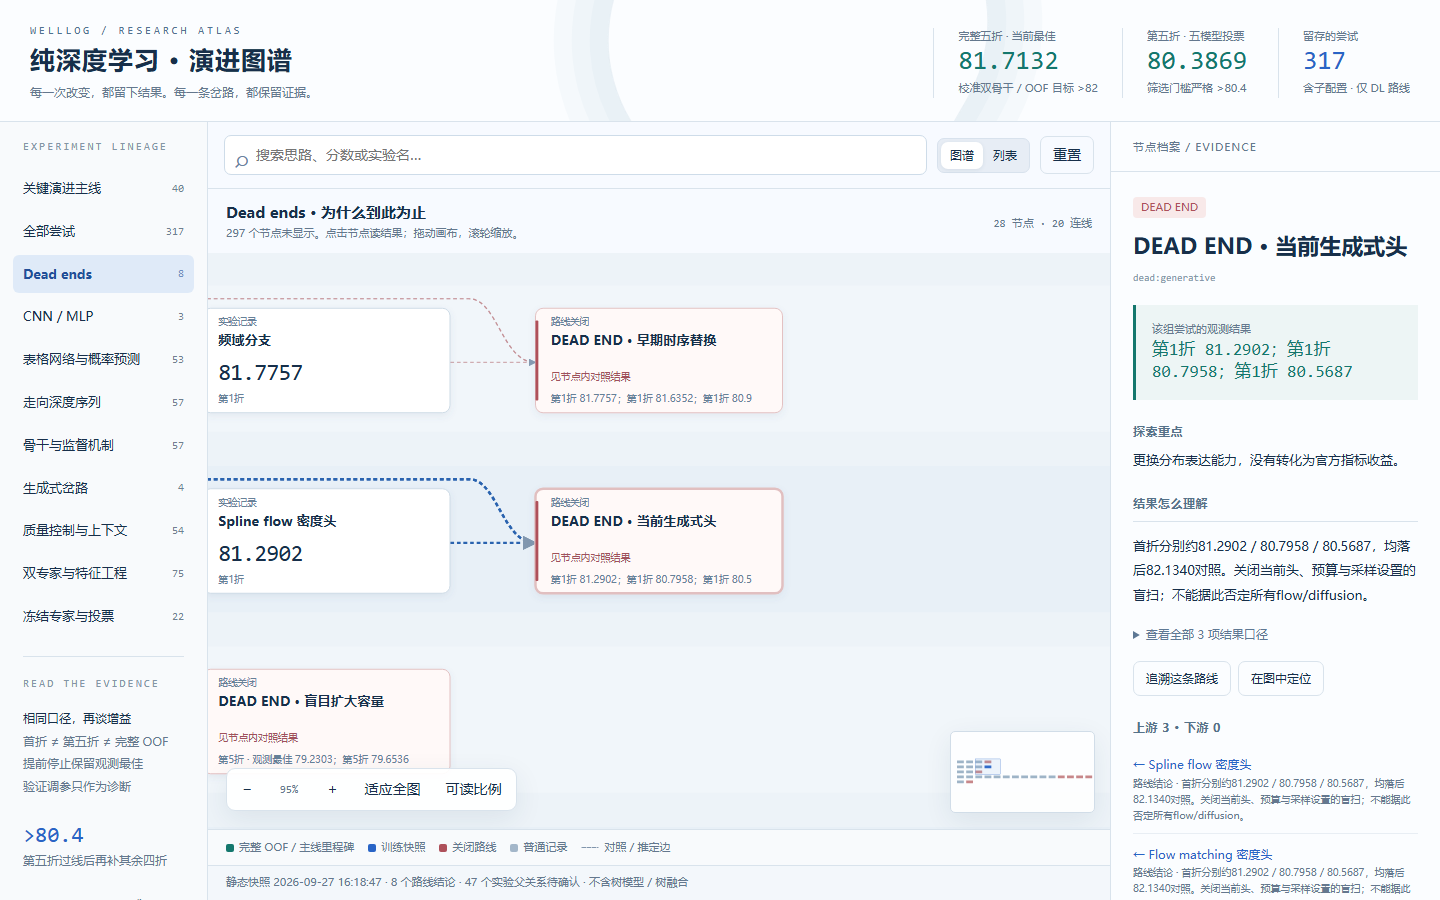 WELLLOG / RESEARCH ATLAS
纯深度学习 • 演进图谱
每一次改变，都留下结果。每一条岔路，都保留证据。
完整五折 · 当前最佳
81.7132
校准双骨干 / OOF 目标 >82
第五折 · 五模型投票
80.3869
筛选门槛严格 >80.4
留存的尝试
317
含子配置 · 仅 DL 路线
EXPERIMENT LINEAGE
关键演进主线 40
全部尝试 317
Dead ends 8
CNN / MLP 3
表格网络与概率预测 53
走向深度序列 57
骨干与监督机制 57
生成式岔路 4
质量控制与上下文 54
双专家与特征工程 75
冻结专家与投票 22
READ THE EVIDENCE
相同口径，再谈增益
首折 ≠ 第五折 ≠ 完整 OOF
提前停止保留观测最佳
验证调参只作为诊断
>80.4
第五折过线后再补其余四折
搜索思路、分数或实验名...
图谱
列表
重置
Dead ends • 为什么到此为止
297 个节点未显示。点击节点读结果；拖动画布，滚轮缩放。
28 节点 · 20 连线
实验记录
频域分支
81.7757
第1折
路线关闭
DEAD END • 早期时序替换
见节点内对照结果
第1折 81.7757；第1折 81.6352；第1折 80.9
实验记录
Spline flow 密度头
81.2902
第1折
路线关闭
DEAD END • 当前生成式头
见节点内对照结果
第1折 81.2902；第1折 80.7958；第1折 80.5
路线关闭
DEAD END • 盲目扩大容量
见节点内对照结果
第5折 · 观测最佳 79.2303；第5折 79.6536
− 95% + 适应全图 可读比例
完整 OOF / 主线里程碑
训练快照
关闭路线
普通记录
对照 / 推定边
静态快照 2026-09-27 16:18:47 · 8 个路线结论 · 47 个实验父关系待确认 · 不含树模型 / 树融合
节点档案 / EVIDENCE
DEAD END
DEAD END • 当前生成式头
dead:generative
该组尝试的观测结果
第1折 81.2902；第1折
80.7958；第1折 80.5687
探索重点
更换分布表达能力，没有转化为官方指标收益。
结果怎么理解
首折分别约81.2902 / 80.7958 / 80.5687，均落
后82.1340对照。关闭当前头、预算与采样设置的
盲扫；不能据此否定所有flow/diffusion。
▶ 查看全部 3 项结果口径
追溯这条路线
在图中定位
上游 3 • 下游 0
← Spline flow 密度头
路线结论 · 首折分别约81.2902 / 80.7958 / 80.5687，均落后
82.1340对照。关闭当前头、预算与采样设置的盲扫；不能据此
否定所有flow/diffusion。
← Flow matching 密度头
路线结论 · 首折分别约81.2902 / 80.7958 / 80.5687，均落后
82.1340对照。关闭当前头、预算与采样设置的盲扫；不能据此